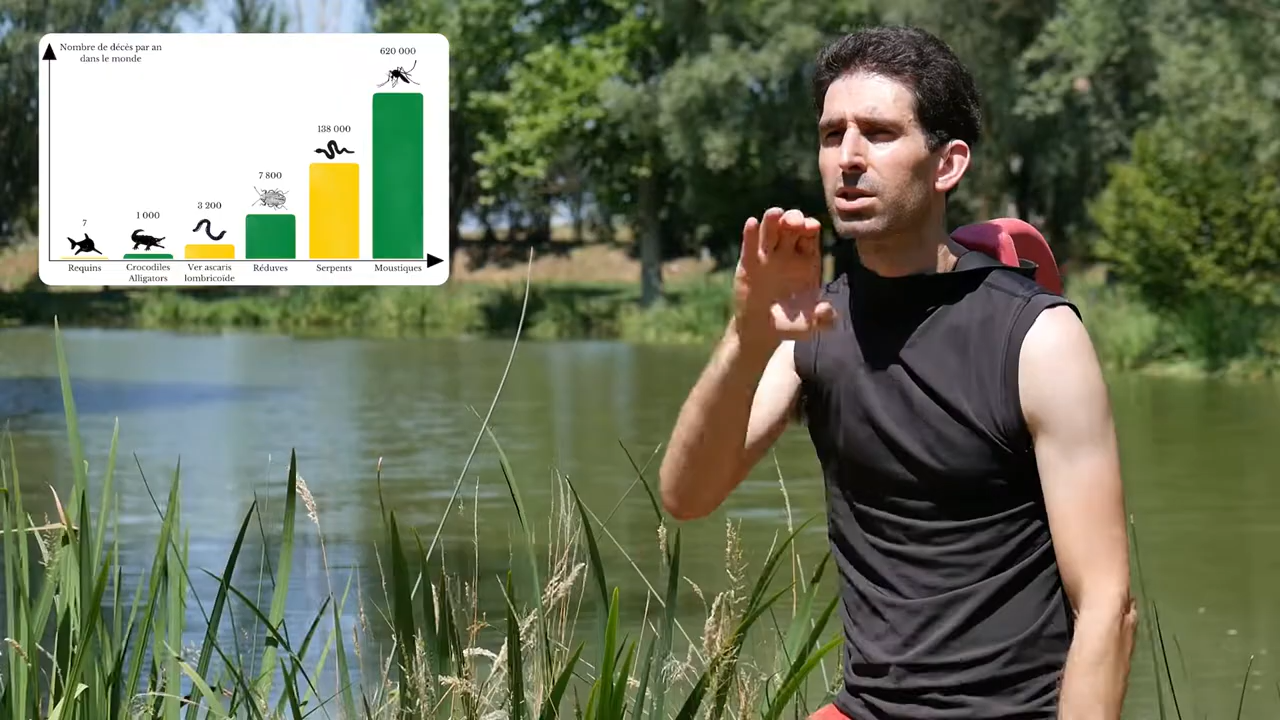 Nombre de décès par an
dans le monde
7
1 000
3 200
7 800
138 000
620 000
Requins
Crocodiles
Alligators
Ver ascaris
lombricoïde
Réduves
Serpents
Moustiques